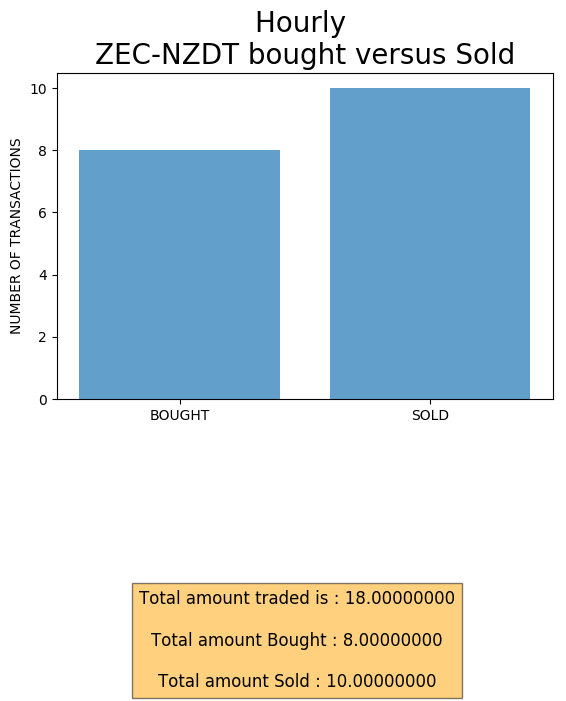 Hourly
ZEC-NZDT bought versus Sold
NUMBER OF TRANSACTIONS
10
8
6
4
2
0
BOUGHT
SOLD
Total amount traded is : 18.00000000
Total amount Bought : 8.00000000
Total amount Sold : 10.00000000